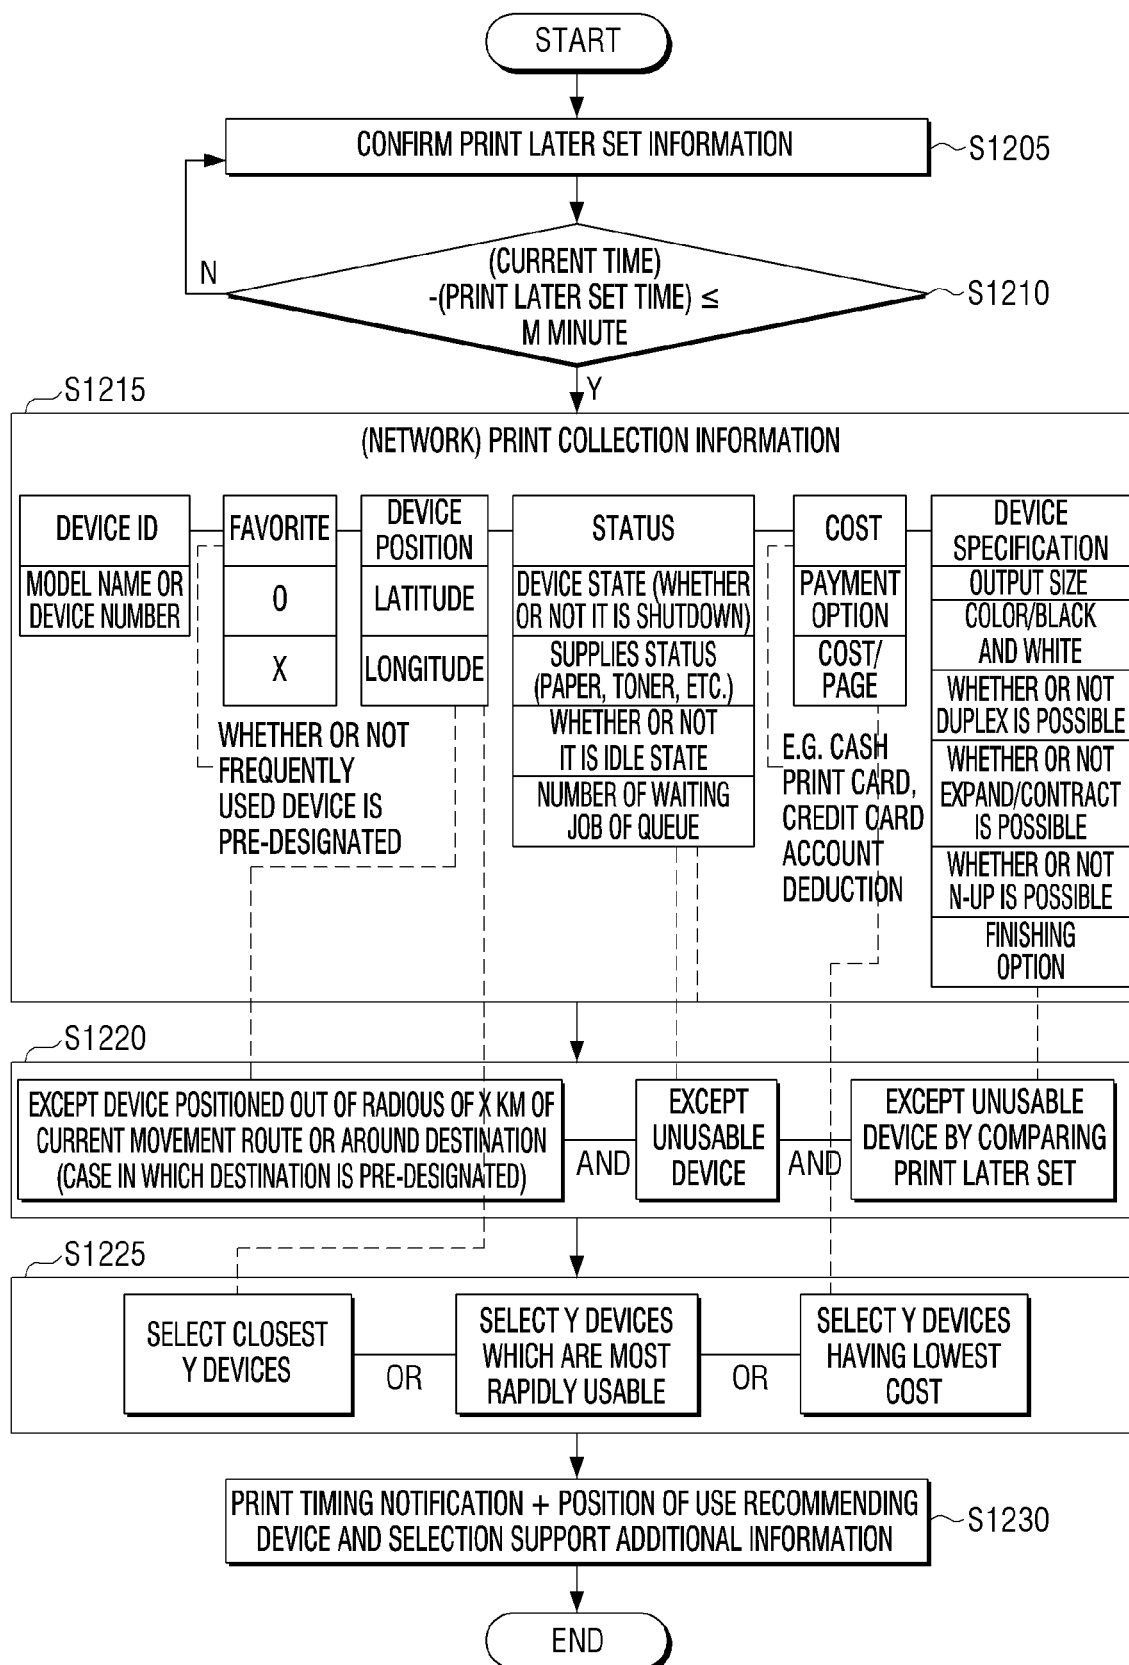 START
CONFIRM PRINT LATER SET INFORMATION
S1205
(CURRENT TIME)
-(PRINT LATER SET TIME) ≤
M MINUTE
N
S1210
Y
S1215
(NETWORK) PRINT COLLECTION INFORMATION
DEVICE ID
MODEL NAME OR
DEVICE NUMBER
FAVORITE
O
X
WHETHER OR NOT
FREQUENTLY
USED DEVICE IS
PRE-DESIGNATED
DEVICE
POSITION
LATITUDE
LONGITUDE
STATUS
DEVICE STATE (WHETHER
OR NOT IT IS SHUTDOWN)
SUPPLIES STATUS
(PAPER, TONER, ETC.)
WHETHER OR NOT
IT IS IDLE STATE
NUMBER OF WAITING
JOB OF QUEUE
COST
PAYMENT
OPTION
COST/
PAGE
E.G. CASH
PRINT CARD,
CREDIT CARD
ACCOUNT
DEDUCTION
DEVICE
SPECIFICATION
OUTPUT SIZE
COLOR/BLACK
AND WHITE
WHETHER OR NOT
DUPLEX IS POSSIBLE
WHETHER OR NOT
EXPAND/CONTRACT
IS POSSIBLE
WHETHER OR NOT
N-UP IS POSSIBLE
FINISHING
OPTION
S1220
EXCEPT DEVICE POSITIONED OUT OF RADIOUS OF X KM OF
CURRENT MOVEMENT ROUTE OR AROUND DESTINATION
(CASE IN WHICH DESTINATION IS PRE-DESIGNATED)
AND
EXCEPT
UNUSABLE
DEVICE
AND
EXCEPT UNUSABLE
DEVICE BY COMPARING
PRINT LATER SET
S1225
SELECT CLOSEST
Y DEVICES
OR
SELECT Y DEVICES
WHICH ARE MOST
RAPIDLY USABLE
OR
SELECT Y DEVICES
HAVING LOWEST
COST
PRINT TIMING NOTIFICATION + POSITION OF USE RECOMMENDING
DEVICE AND SELECTION SUPPORT ADDITIONAL INFORMATION
S1230
END